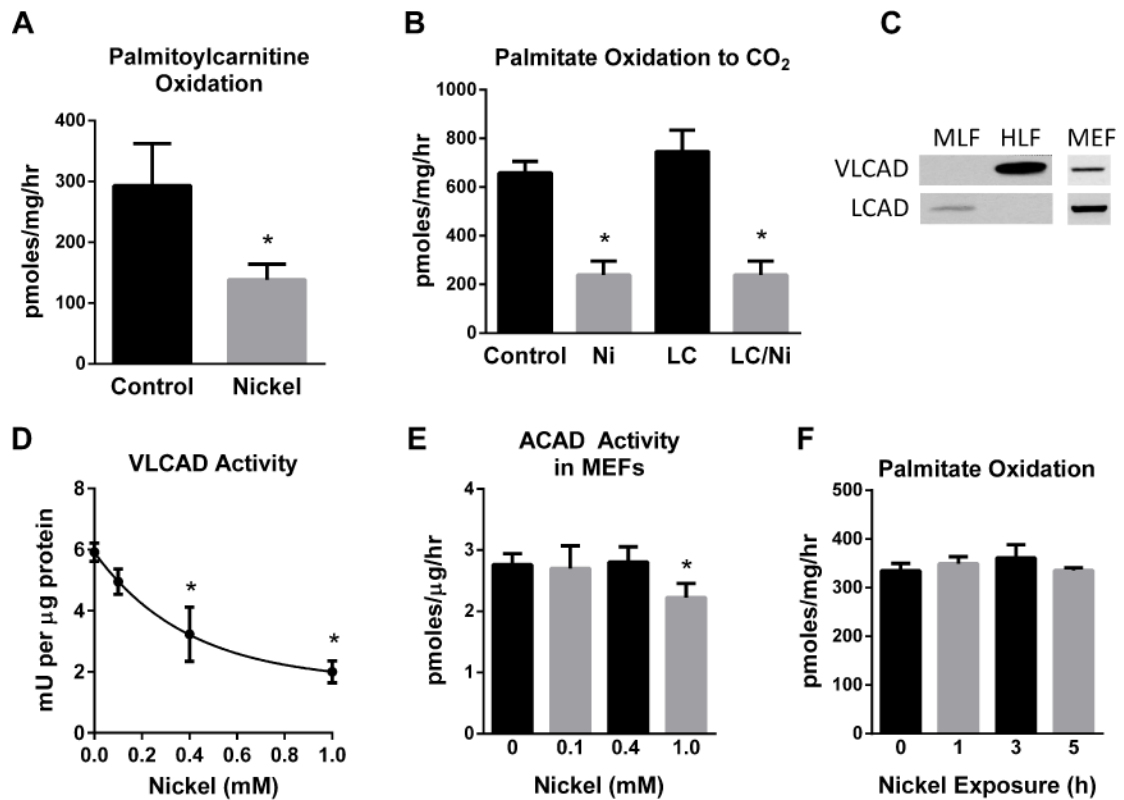 A
Palmitoylcarnitine
Oxidation
pmoles/mg/hr
400
300
200
100
0
*
Control Nickel
B
Palmitate Oxidation to CO₂
pmoles/mg/hr
1000
800
600
400
200
0
* *
Control Ni LC LC/Ni
C
MLF HLF MEF
VLCAD
LCAD
D
VLCAD Activity
mU per μg protein
8
6
4
2
0
* *
0.0 0.2 0.4 0.6 0.8 1.0
Nickel (mM)
E
ACAD Activity
in MEFs
pmoles/μg/hr
4
3
2
1
0
*
0 0.1 0.4 1.0
Nickel (mM)
F
Palmitate Oxidation
pmoles/mg/hr
500
400
300
200
100
0
0 1 3 5
Nickel Exposure (h)